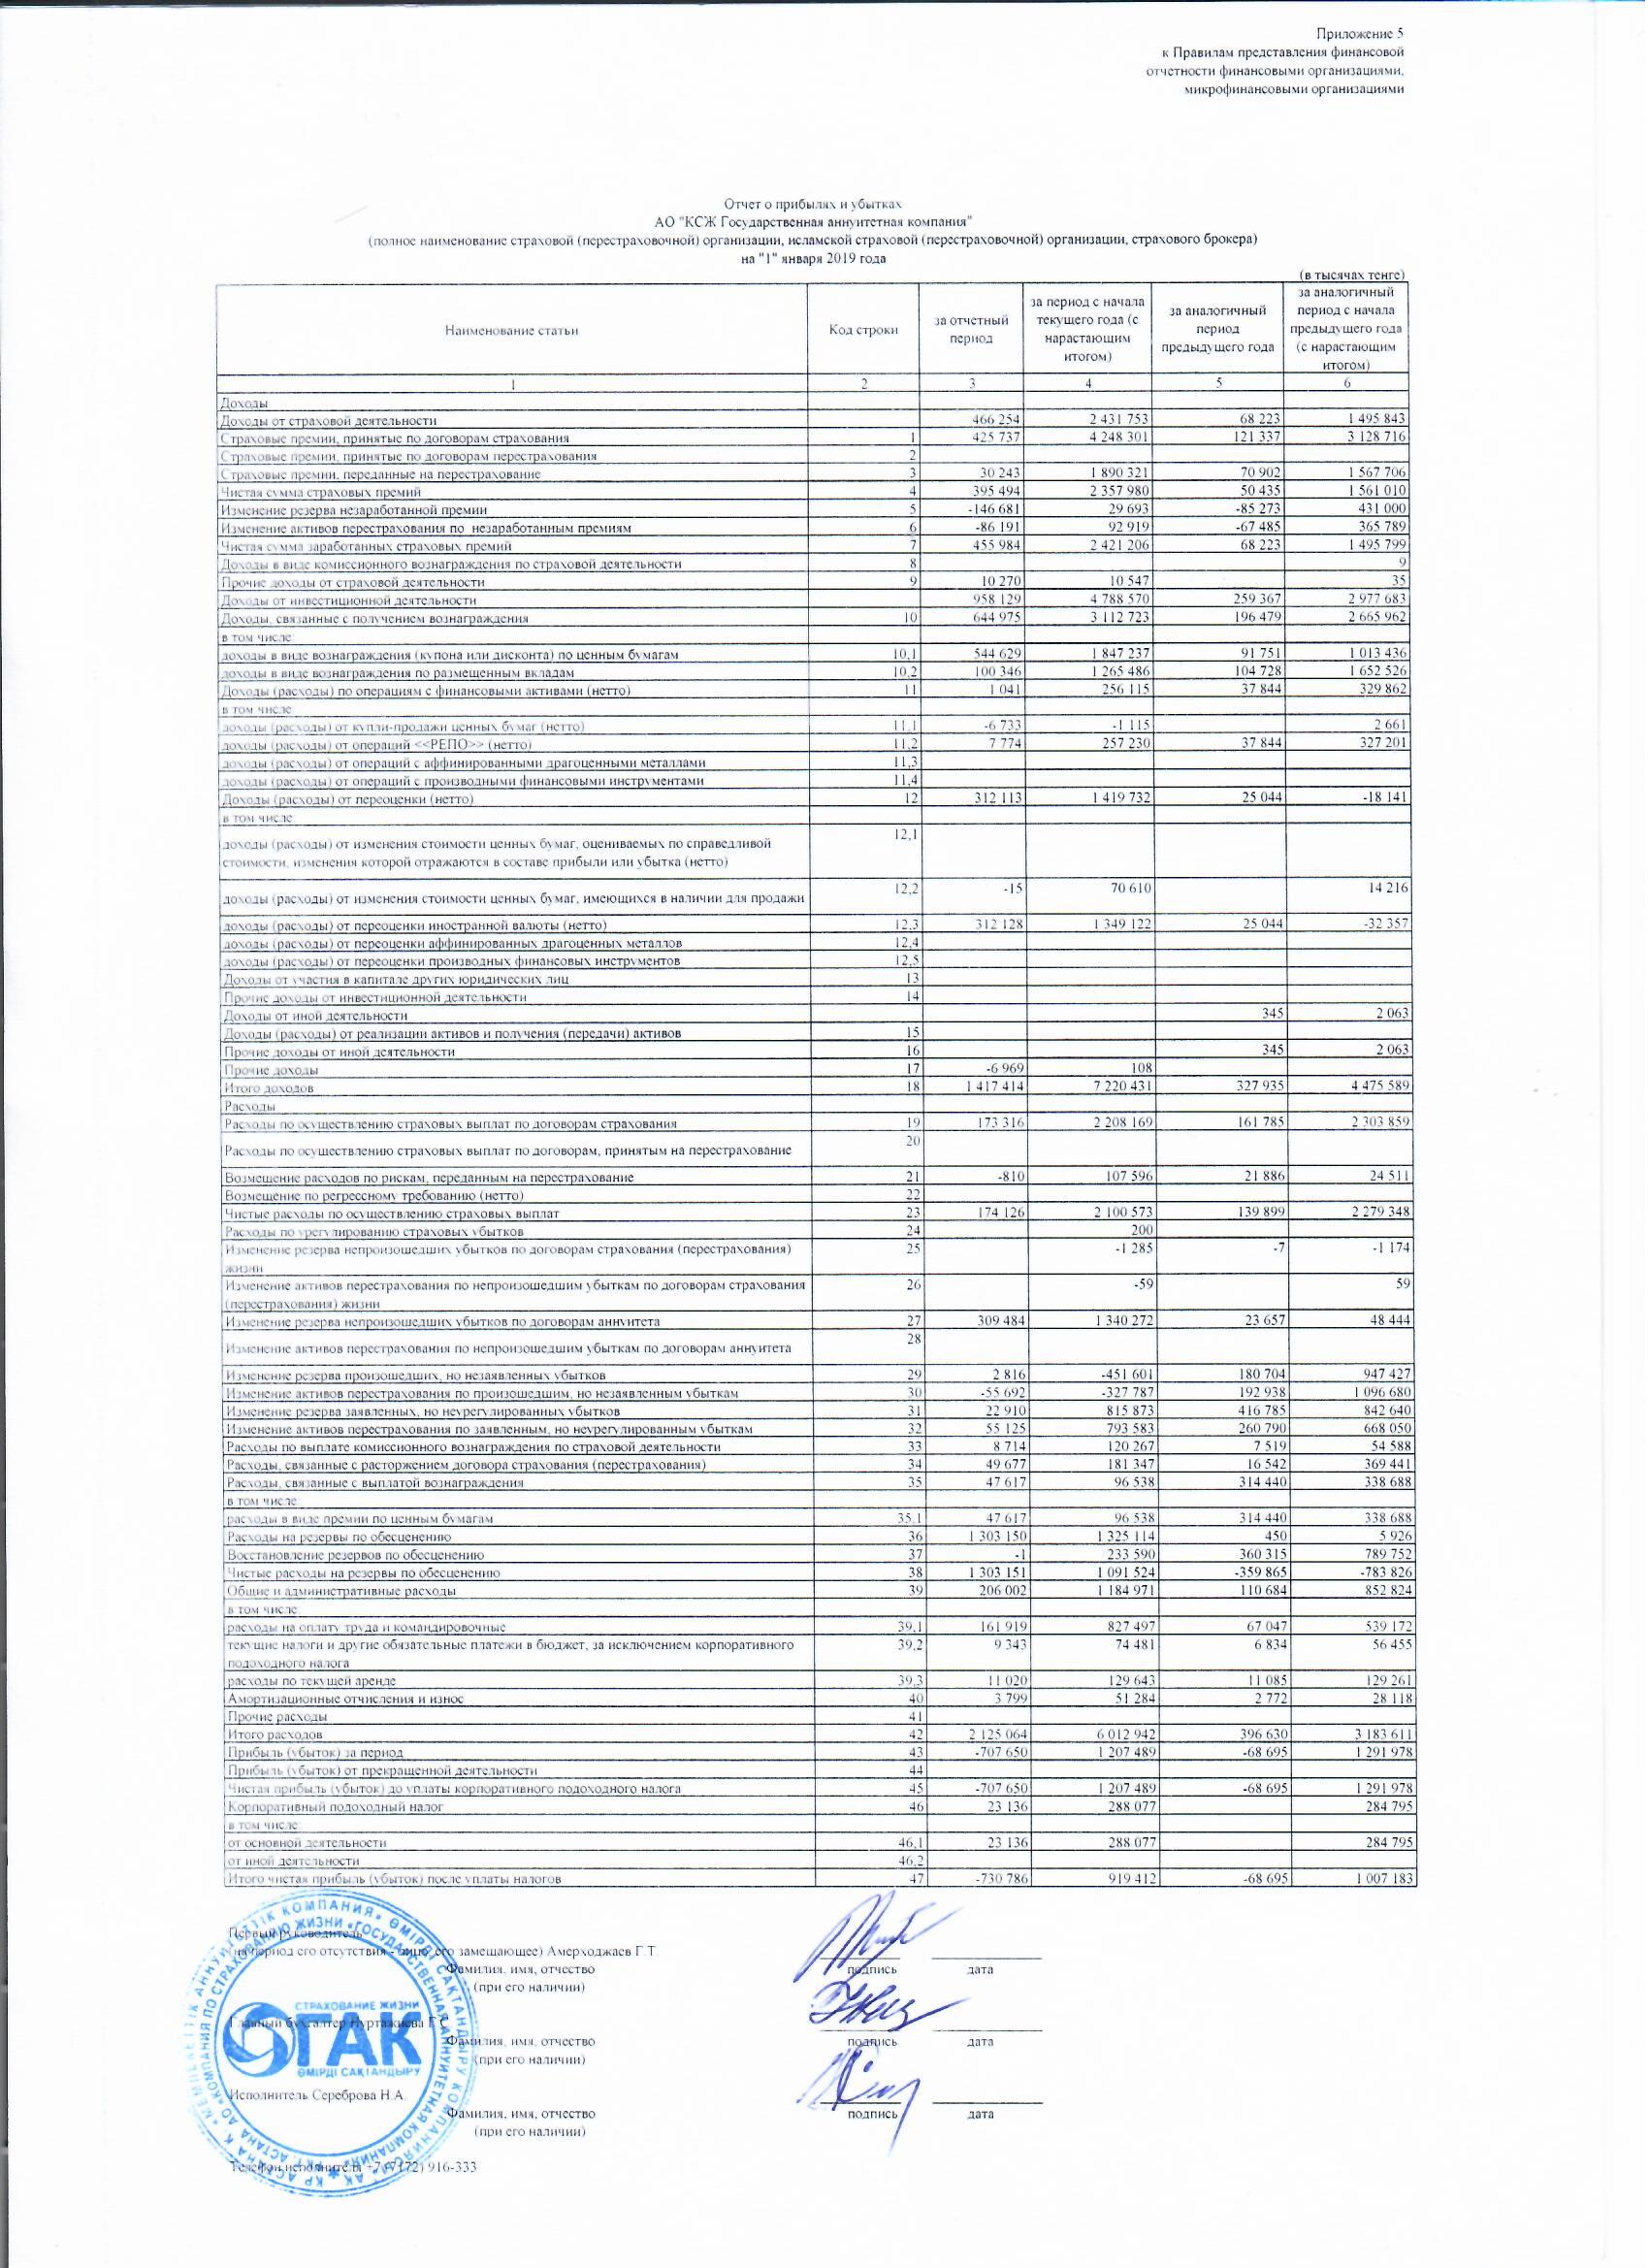 Приложение 5
к Правилам представления финансовой
отчетности финансовыми организациями,
микрофинансовыми организациями
Отчет о прибылях и убытках
АО "КСЖ Государственная аннуитетная компания"
(полное наименование страховой (перестраховочной) организации, исламской страховой (перестраховочной) организации, страхового брокера)
на "1" января 2019 года
(в тысячах тенге)
Наименование статьи Код строки за отчетный период за период с начала текущего года (с нарастающим итогом) за аналогичный период предыдущего года за аналогичный период с начала предыдущего года (с нарастающим итогом)
1 2 3 4 5 6
Доходы
Доходы от страховой деятельности 466 254 2 431 753 68 223 1 495 843
Страховые премии, принятые по договорам страхования 1 425 737 4 248 301 121 337 3 128 716
Страховые премии, принятые по договорам перестрахования 2
Страховые премии, переданные на перестрахование 3 30 243 1 890 321 70 902 1 567 706
Чистая сумма страховых премий 4 395 494 2 357 980 50 435 1 561 010
Изменение резерва незаработанной премии 5 -146 681 29 693 -85 273 431 000
Изменение активов перестрахования по незаработанным премиям 6 -86 191 92 919 -67 485 365 789
Чистая сумма заработанных страховых премий 7 455 984 2 421 206 68 223 1 495 799
Доходы в виде комиссионного вознаграждения по страховой деятельности 8 9
Прочие доходы от страховой деятельности 9 10 270 10 547 35
Доходы от инвестиционной деятельности 958 129 4 788 570 259 367 2 977 683
Доходы, связанные с получением вознаграждения 10 644 975 3 112 723 196 479 2 665 962
в том числе:
доходы в виде вознаграждения (купона или дисконта) по ценным бумагам 10,1 544 629 1 847 237 91 751 1 013 436
доходы в виде вознаграждения по размещенным вкладам 10,2 100 346 1 265 486 104 728 1 652 526
Доходы (расходы) по операциям с финансовыми активами (нетто) 11 1 041 256 115 37 844 329 862
в том числе:
доходы (расходы) от купли-продажи ценных бумаг (нетто) 11,1 -6 733 -1 115 2 661
доходы (расходы) от операций <<РЕПО>> (нетто) 11,2 7 774 257 230 37 844 327 201
доходы (расходы) от операций с аффинированными драгоценными металлами 11,3
доходы (расходы) от операций с производными финансовыми инструментами 11,4
Доходы (расходы) от переоценки (нетто) 12 312 113 1 419 732 25 044 -18 141
в том числе:
доходы (расходы) от изменения стоимости ценных бумаг, оцениваемых по справедливой 12,1
стоимости, изменения которой отражаются в составе прибыли или убытка (нетто)
доходы (расходы) от изменения стоимости ценных бумаг, имеющихся в наличии для продажи 12,2 -15 70 610 14 216
доходы (расходы) от переоценки иностранной валюты (нетто) 12,3 312 128 1 349 122 25 044 -32 357
доходы (расходы) от переоценки аффинированных драгоценных металлов 12,4
доходы (расходы) от переоценки производных финансовых инструментов 12,5
Доходы от участия в капитале других юридических лиц 13
Прочие доходы от инвестиционной деятельности 14
Доходы от иной деятельности 345 2 063
Доходы (расходы) от реализации активов и получения (передачи) активов 15
Прочие доходы от иной деятельности 16 345 2 063
Прочие доходы 17 -6 969 108
Итого доходов 18 1 417 414 7 220 431 327 935 4 475 589
Расходы
Расходы по осуществлению страховых выплат по договорам страхования 19 173 316 2 208 169 161 785 2 303 859
Расходы по осуществлению страховых выплат по договорам, принятым на перестрахование 20
Возмещение расходов по рискам, переданным на перестрахование 21 -810 107 596 21 886 24 511
Возмещение по регрессному требованию (нетто) 22
Чистые расходы по осуществлению страховых выплат 23 174 126 2 100 573 139 899 2 279 348
Расходы по урегулированию страховых убытков 24 200
Изменение резерва непроизошедших убытков по договорам страхования (перестрахования) 25 -1 285 -7 -1 174
жизни
Изменение активов перестрахования по непроизошедшим убыткам по договорам страхования 26 -59 59
(перестрахования) жизни
Изменение резерва непроизошедших убытков по договорам аннуитета 27 309 484 1 340 272 23 657 48 444
Изменение активов перестрахования по непроизошедшим убыткам по договорам аннуитета 28
Изменение резерва произошедших, но незаявленных убытков 29 2 816 -451 601 180 704 947 427
Изменение активов перестрахования по произошедшим, но незаявленным убыткам 30 -55 692 -327 787 192 938 1 096 680
Изменение резерва заявленных, но неурегулированных убытков 31 22 910 815 873 416 785 842 640
Изменение активов перестрахования по заявленным, но неурегулированным убыткам 32 55 125 793 583 260 790 668 050
Расходы по выплате комиссионного вознаграждения по страховой деятельности 33 8 714 120 267 7 519 54 588
Расходы, связанные с расторжением договора страхования (перестрахования) 34 49 677 181 347 16 542 369 441
Расходы, связанные с выплатой вознаграждения 35 47 617 96 538 314 440 338 688
в том числе:
расходы в виде премии по ценным бумагам 35,1 47 617 96 538 314 440 338 688
Расходы на резервы по обесценению 36 1 303 150 1 325 114 450 5 926
Восстановление резервов по обесценению 37 -1 233 590 360 315 789 752
Чистые расходы на резервы по обесценению 38 1 303 151 1 091 524 -359 865 -783 826
Общие и административные расходы 39 206 002 1 184 971 110 684 852 824
в том числе:
расходы на оплату труда и командировочные 39,1 161 919 827 497 67 047 539 172
текущие налоги и другие обязательные платежи в бюджет, за исключением корпоративного 39,2 9 343 74 481 6 834 56 455
подоходного налога
расходы по текущей аренде 39,3 11 020 129 643 11 085 129 261
Амортизационные отчисления и износ 40 3 799 51 284 2 772 28 118
Прочие расходы 41
Итого расходов 42 2 125 064 6 012 942 396 630 3 183 611
Прибыль (убыток) за период 43 -707 650 1 207 489 -68 695 1 291 978
Прибыль (убыток) от прекращенной деятельности 44
Чистая прибыль (убыток) до уплаты корпоративного подоходного налога 45 -707 650 1 207 489 -68 695 1 291 978
Корпоративный подоходный налог 46 23 136 288 077 284 795
в том числе:
от основной деятельности 46,1 23 136 288 077 284 795
от иной деятельности 46,2
Итого чистая прибыль (убыток) после уплаты налогов 47 -730 786 919 412 -68 695 1 007 183
Первый руководитель
(на период его отсутствия - лицо, его замещающее) Амерходжаев Г.Т.
Фамилия, имя, отчество подпись дата
(при его наличии)
СТРАХОВАНИЕ ЖИЗНИ
Главный бухгалтер Нуртажиева Г.
ГАК
Фамилия, имя, отчество подпись дата
(при его наличии)
ӨМІРДІ САҚТАНДЫРУ
Исполнитель Сереброва Н.А.
Фамилия, имя, отчество подпись дата
(при его наличии)
Телефон исполнителя +7 (7172) 916-333